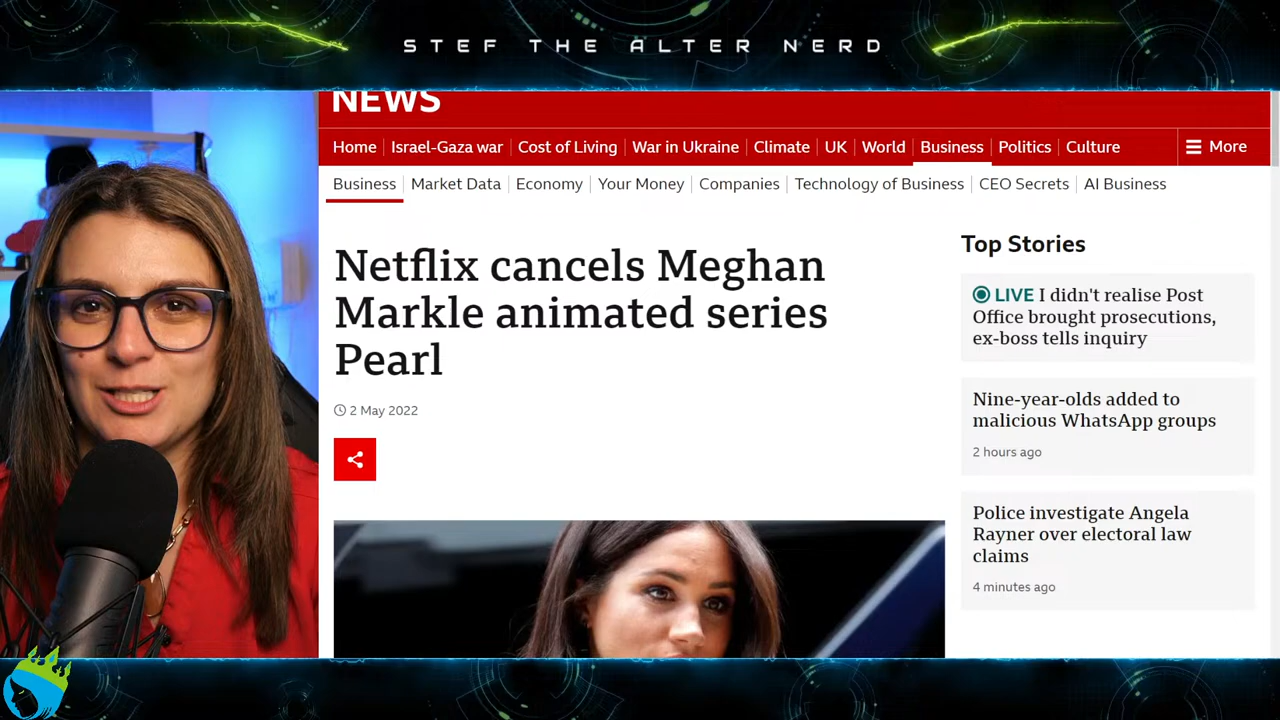 STEF THE ALTER NERD
NEWS
Home
Israel-Gaza war
Cost of Living
War in Ukraine
Climate
UK
World
Business
Politics
Culture
More
Business
Market Data
Economy
Your Money
Companies
Technology of Business
CEO Secrets
AI Business
Netflix cancels Meghan
Markle animated series
Pearl
2 May 2022
Top Stories
LIVE I didn't realise Post
Office brought prosecutions,
ex-boss tells inquiry
Nine-year-olds added to
malicious WhatsApp groups
2 hours ago
Police investigate Angela
Rayner over electoral law
claims
4 minutes ago